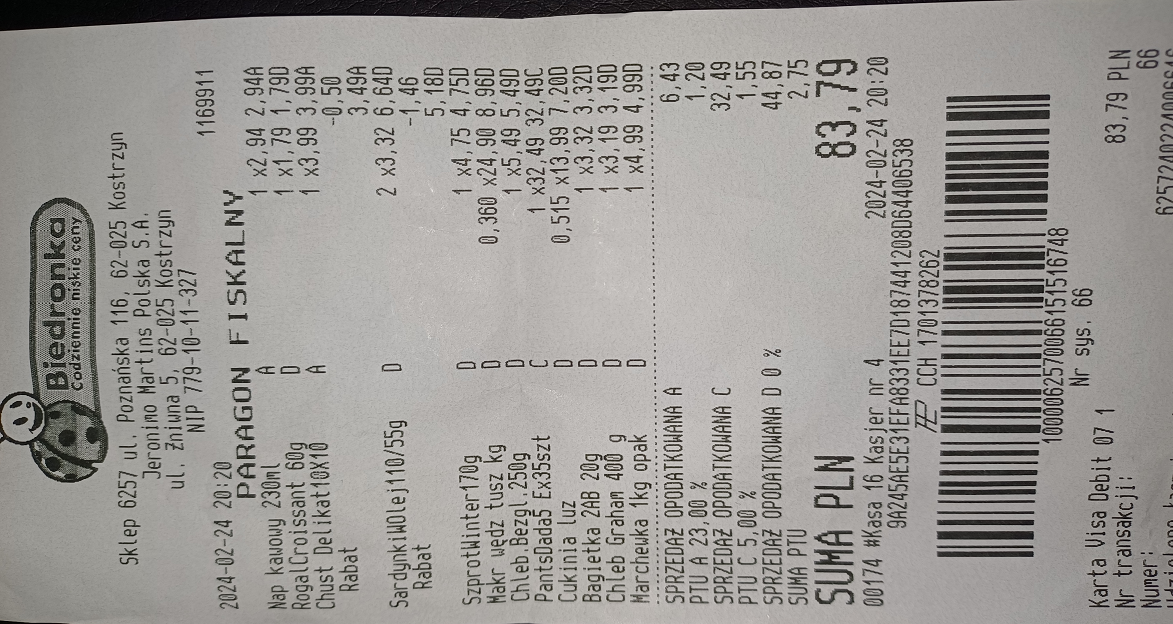 Biedronka
Codziennie niskie ceny
Sklep 6257 ul. Poznańska 116, 62-025 Kostrzyn
Jeronimo Martins Polska S.A.
ul. Żniwna 5, 62-025 Kostrzyn
NIP 779-10-11-327
2024-02-24 20:20 1169911
PARAGON FISKALNY
Nap kawowy 230ml A 1 x2,94 2,94A
RogalCroissant 60g D 1 x1,79 1,79D
Chust Delikat10X10 A 1 x3,99 3,99A
Rabat -0,50
3,49A
SardynkiwOlej110/55g D 2 x3,32 6,64D
Rabat -1,46
5,18D
SzprotWinter170g D 1 x4,75 4,75D
Makr wędz tusz kg D 0,360 x24,90 8,96D
Chleb.Bezgl.250g D 1 x5,49 5,49D
PantsDada5 Ex35szt C 1 x32,49 32,49C
Cukinia luz D 0,515 x13,99 7,20D
Bagietka 2AB 20g D 1 x3,32 3,32D
Chleb Graham 400 g D 1 x3,19 3,19D
Marchewka 1kg opak D 1 x4,99 4,99D
SPRZEDAŻ OPODATKOWANA A 6,43
PTU A 23,00 % 1,20
SPRZEDAŻ OPODATKOWANA C 32,49
PTU C 5,00 % 1,55
SPRZEDAŻ OPODATKOWANA D 0 % 44,87
SUMA PTU 2,75
SUMA PLN 83,79
00174 #Kasa 16 Kasjer nr 4 2024-02-24 20:20
9A245AE5E31EFA8331EE7D187441208D64406538
CCH 1701378262
1000062570066151516748
Nr sys. 66
Karta Visa Debit 07 1 83,79 PLN
Nr transakcji: 66
Numer: